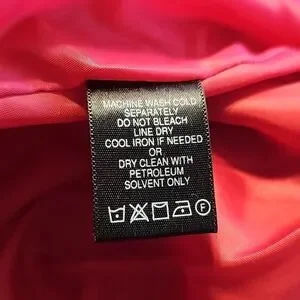 MACHINE WASH COLD
SEPARATELY
DO NOT BLEACH
LINE DRY
COOL IRON IF NEEDED
OR
DRY CLEAN WITH
PETROLEUM
SOLVENT ONLY
F